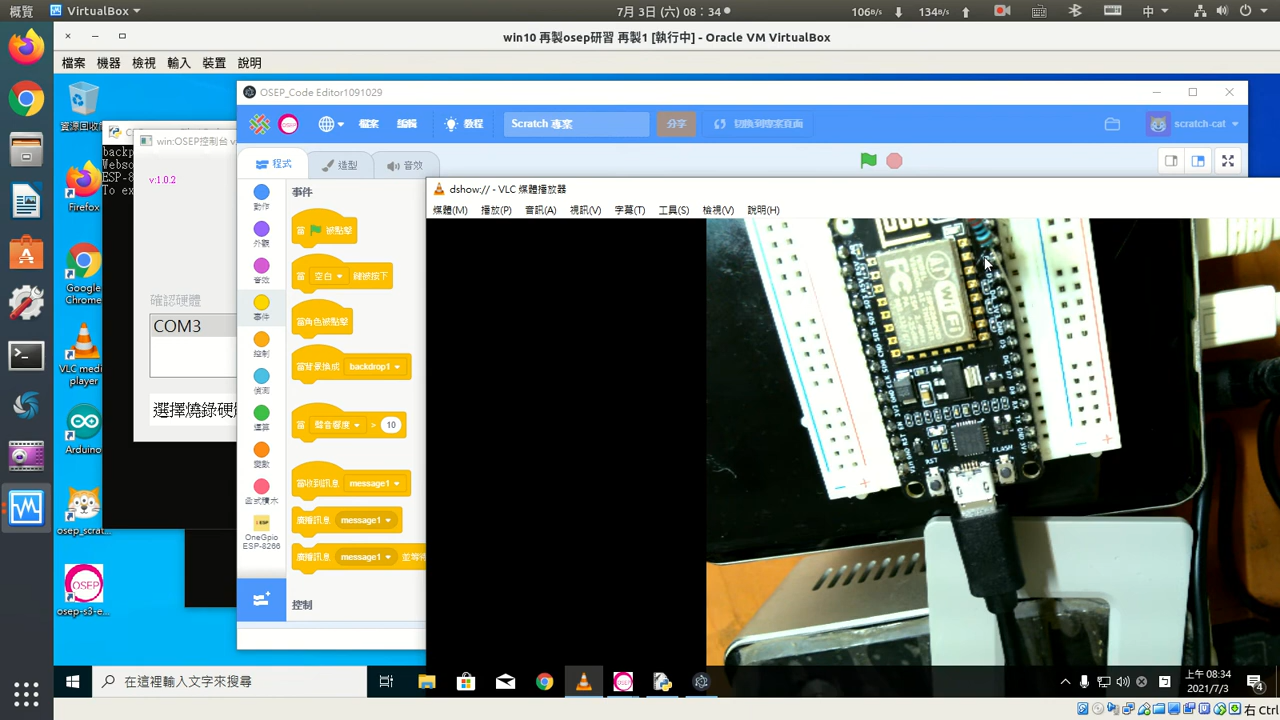 概覽
VirtualBox
7月 3日 (六) 08:34
106B/s
134B/s
中
win10 再製osep研習 再製1 [執行中] - Oracle VM VirtualBox
檔案 機器 檢視 輸入 裝置 說明
資源回收筒
OSEP_Code Editor1091029
檔案 編輯 教程 Scratch 專案 分享 切換到專案頁面 scratch-cat
win:OSEP控制台 v
v:1.0.2
ESP-8
To ex
Firefox
Google Chrome
VLC media player
Arduino
osep_scrat...
osep-s3-e...
確認硬體
COM3
選擇燒錄硬
程式 造型 音效
動作
外觀
音效
事件
控制
偵測
運算
變數
函式積木
OneGpio ESP-8266
事件
當 被點擊
當 空白 鍵被按下
當角色被點擊
當背景換成 backdrop1
當 聲音響度 > 10
當收到訊息 message1
廣播訊息 message1
廣播訊息 message1 並等待
控制
dshow:// - VLC 媒體播放器
媒體(M) 播放(P) 音訊(A) 視訊(V) 字幕(T) 工具(S) 檢視(V) 說明(H)
WiFi
RST
FLASH
在這裡輸入文字來搜尋
上午 08:34
2021/7/3
4
右 Ctrl